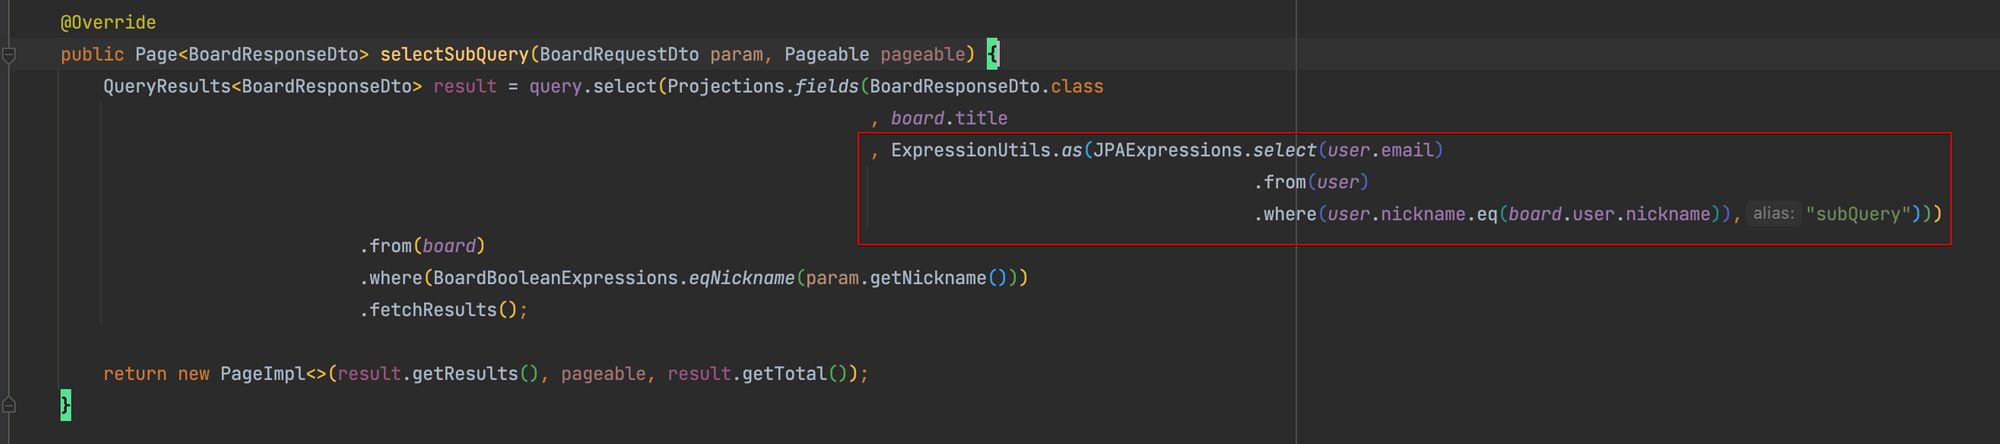 @Override
public Page<BoardResponseDto> selectSubQuery(BoardRequestDto param, Pageable pageable) {
QueryResults<BoardResponseDto> result = query.select(Projections.fields(BoardResponseDto.class
, board.title
, ExpressionUtils.as(JPAExpressions.select(user.email)
.from(user)
.where(user.nickname.eq(board.user.nickname)), alias: "subQuery")))
.from(board)
.where(BoardBooleanExpressions.eqNickname(param.getNickname()))
.fetchResults();
return new PageImpl<>(result.getResults(), pageable, result.getTotal());
}